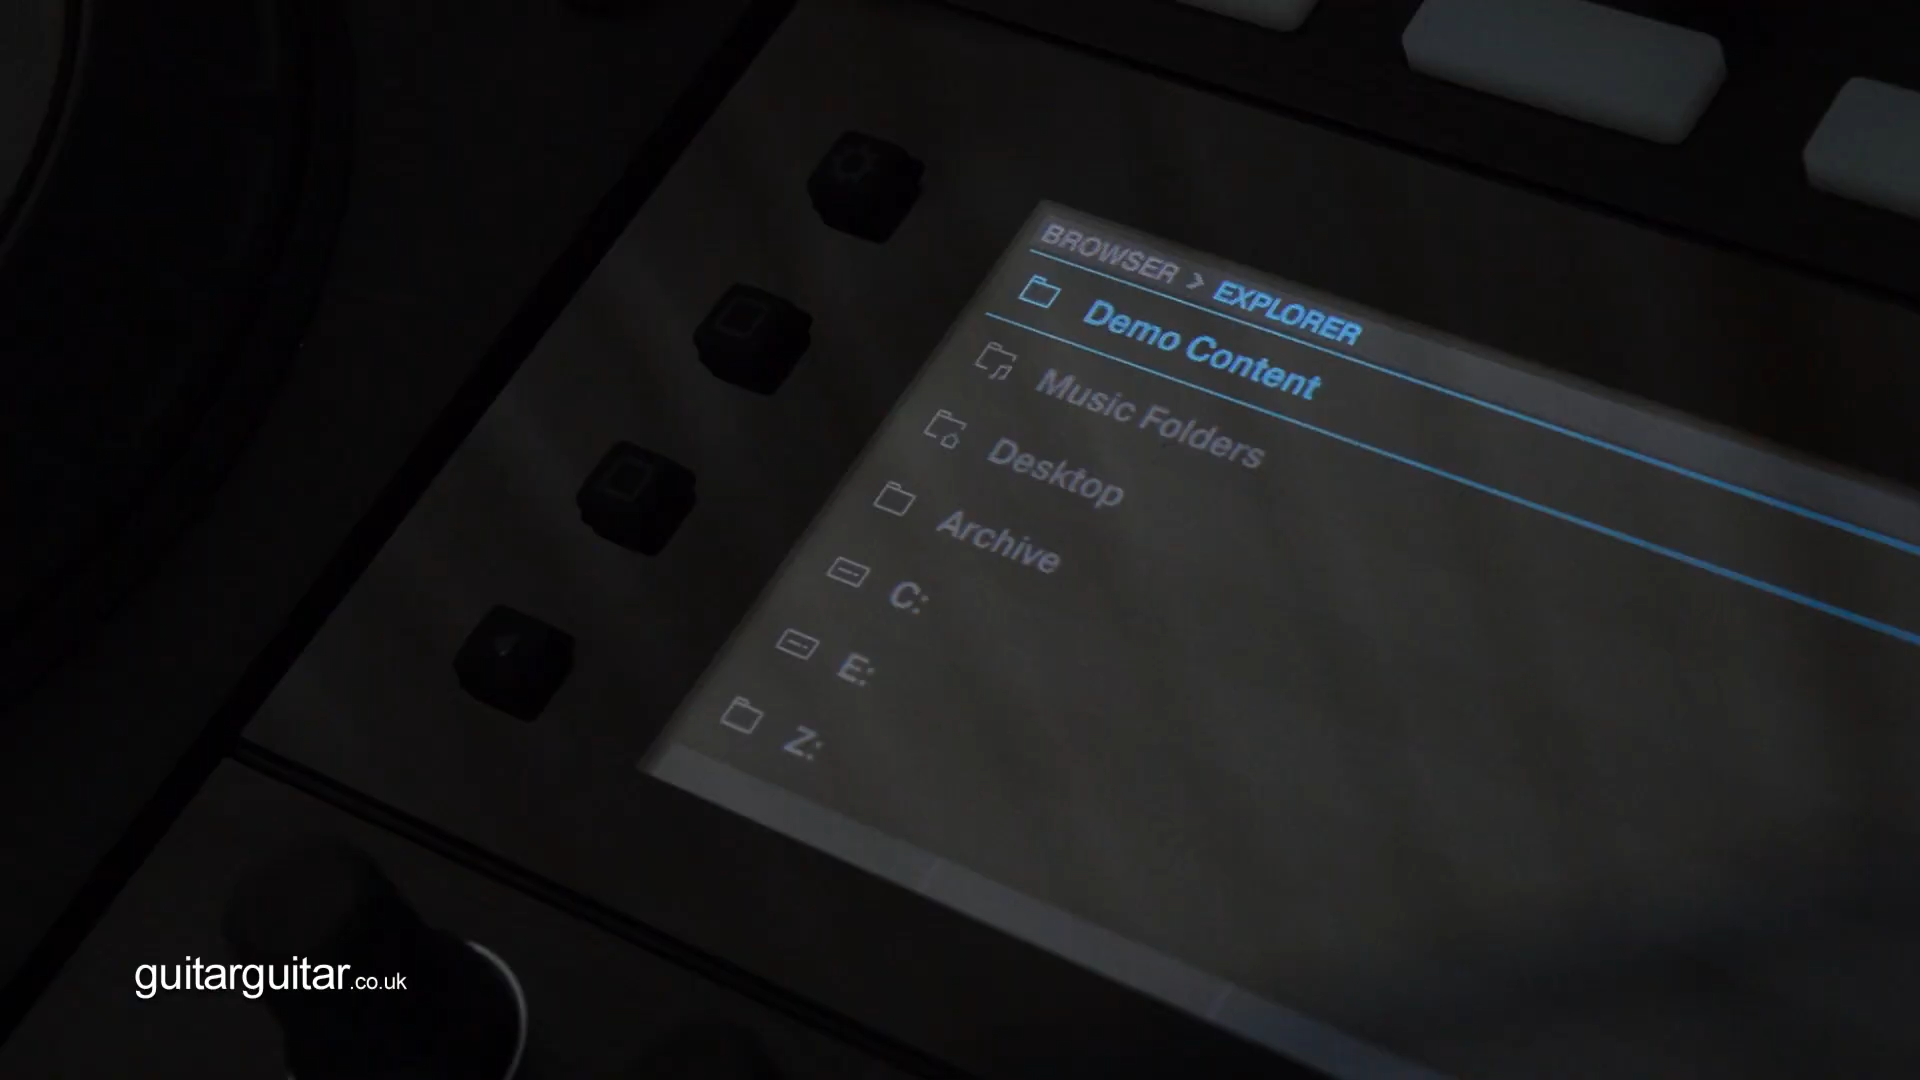 BROWSER > EXPLORER
Demo Content
Music Folders
Desktop
Archive
C:
E:
Z:
guitarguitar.co.uk